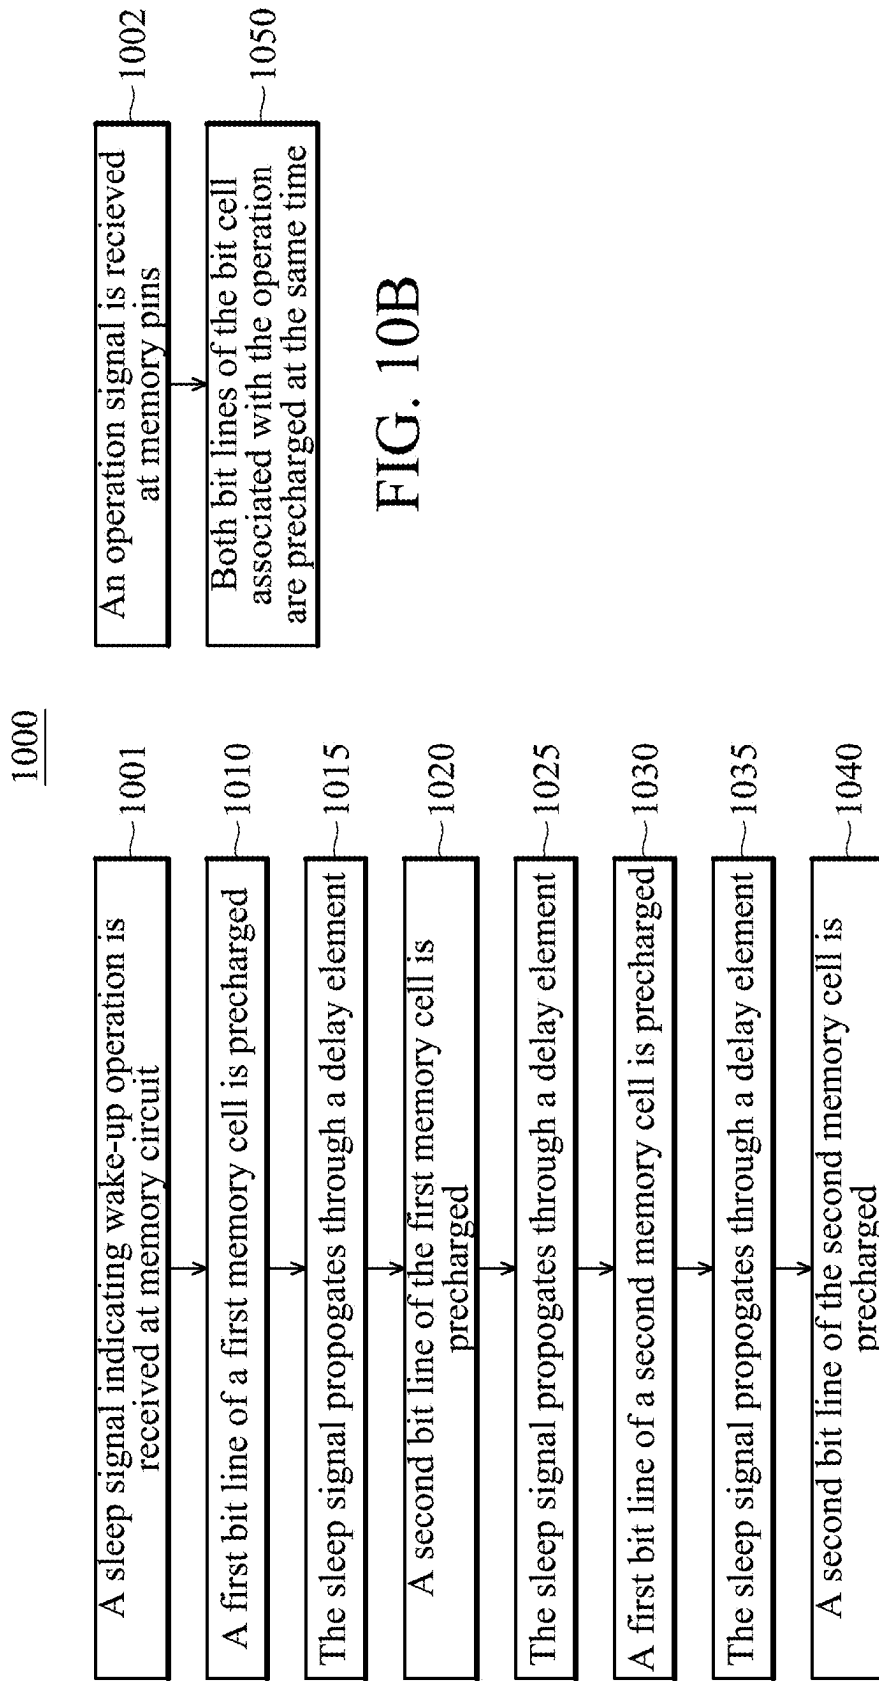 1000
A sleep signal indicating wake-up operation is
received at memory circuit
1001
A first bit line of a first memory cell is precharged
1010
The sleep signal propogates through a delay element
1015
A second bit line of the first memory cell is
precharged
1020
The sleep signal propogates through a delay element
1025
A first bit line of a second memory cell is precharged
1030
The sleep signal propogates through a delay element
1035
A second bit line of the second memory cell is
precharged
1040
An operation signal is recieved
at memory pins
1002
Both bit lines of the bit cell
associated with the operation
are precharged at the same time
1050
FIG. 10B